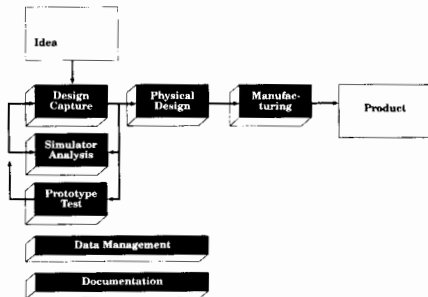 Idea
Design
Capture
Physical
Design
Manufac-
turing
Product
Simulator
Analysis
Prototype
Test
Data Management
Documentation